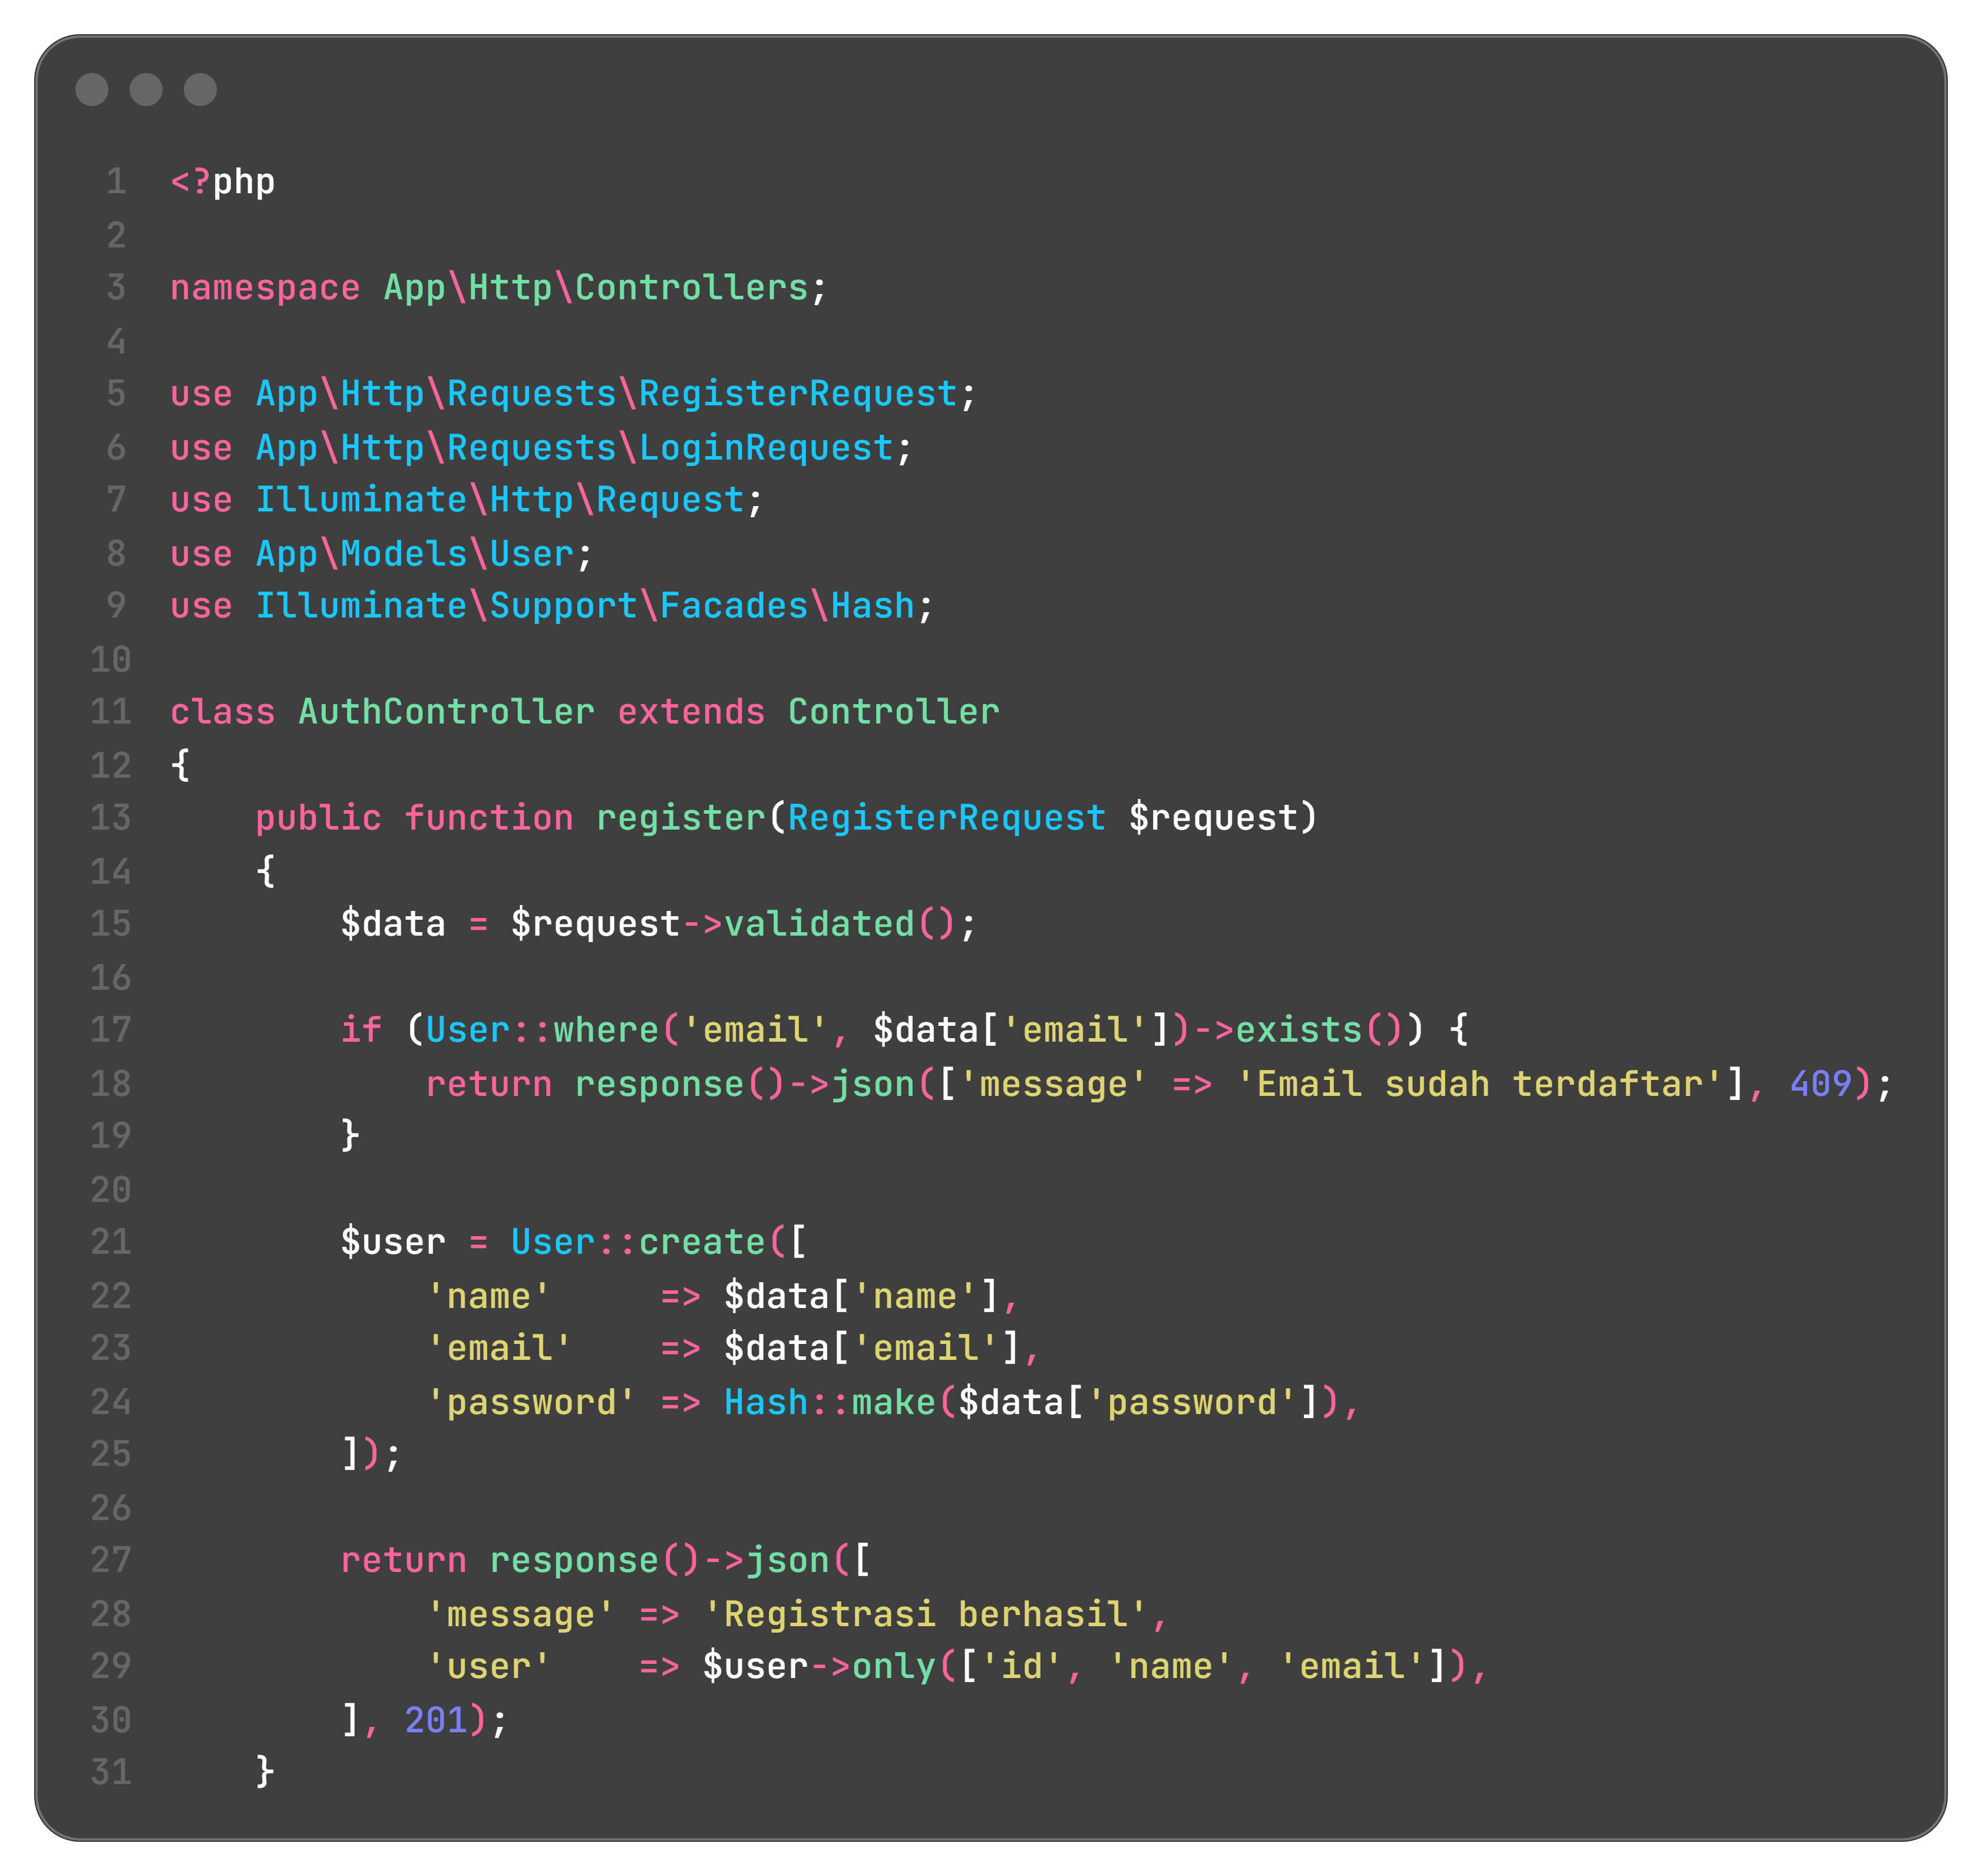 1 <?php
2
3 namespace App\Http\Controllers;
4
5 use App\Http\Requests\RegisterRequest;
6 use App\Http\Requests\LoginRequest;
7 use Illuminate\Http\Request;
8 use App\Models\User;
9 use Illuminate\Support\Facades\Hash;
10
11 class AuthController extends Controller
12 {
13     public function register(RegisterRequest $request)
14     {
15         $data = $request->validated();
16
17         if (User::where('email', $data['email'])->exists()) {
18             return response()->json(['message' => 'Email sudah terdaftar'], 409);
19         }
20
21         $user = User::create([
22             'name'     => $data['name'],
23             'email'    => $data['email'],
24             'password' => Hash::make($data['password']),
25         ]);
26
27         return response()->json([
28             'message' => 'Registrasi berhasil',
29             'user'    => $user->only(['id', 'name', 'email']),
30         ], 201);
31     }